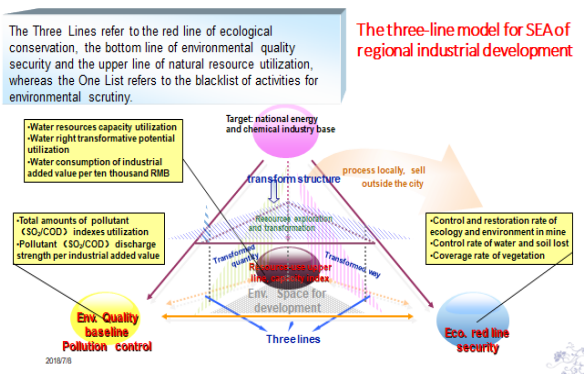 The Three Lines refer to the red line of ecological
conservation, the bottom line of environmental quality
security and the upper line of natural resource utilization,
whereas the One List refers to the blacklist of activities for
environmental scrutiny.
The three-line model for SEA of
regional industrial development
Target: national energy
and chemical industry base
•Water resources capacity utilization
•Water right transformative potential
utilization
•Water consumption of industrial
added value per ten thousand RMB
transform structure
process locally, sell
outside the city
Resources exploration
and transformation
•Total amounts of pollutant
(SO₂/COD) indexes utilization
•Pollutant (SO₂/COD) discharge
strength per industrial added value
•Control and restoration rate of
ecology and environment in mine
•Control rate of water and soil lost
•Coverage rate of vegetation
Transformed
quantity
Transformed way
upper
line capacity index
Env. Space for
development
Env. Quality
baseline
Pollution control
Eco. red line
security
Three lines
2018/7/8